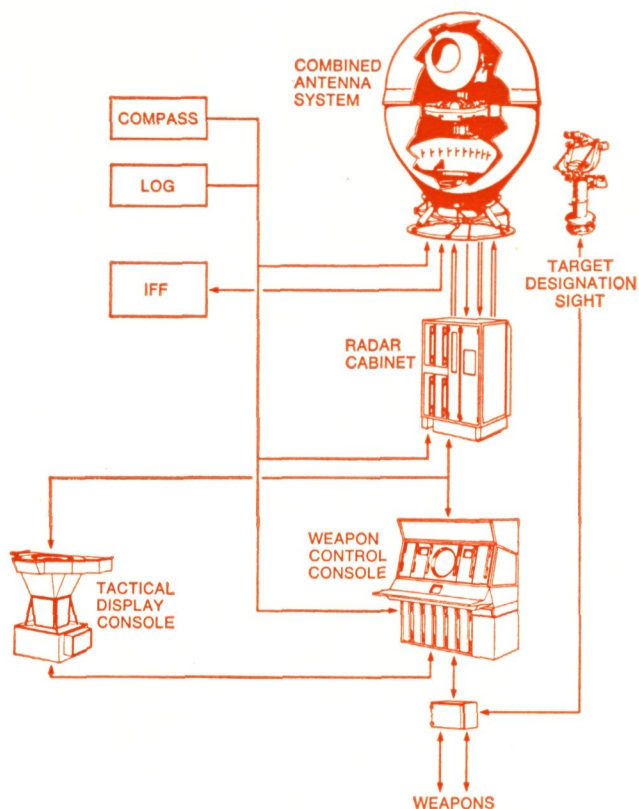 COMBINED
ANTENNA
SYSTEM
COMPASS
LOG
IFF
TARGET
DESIGNATION
SIGHT
RADAR
CABINET
WEAPON
CONTROL
CONSOLE
TACTICAL
DISPLAY
CONSOLE
WEAPONS